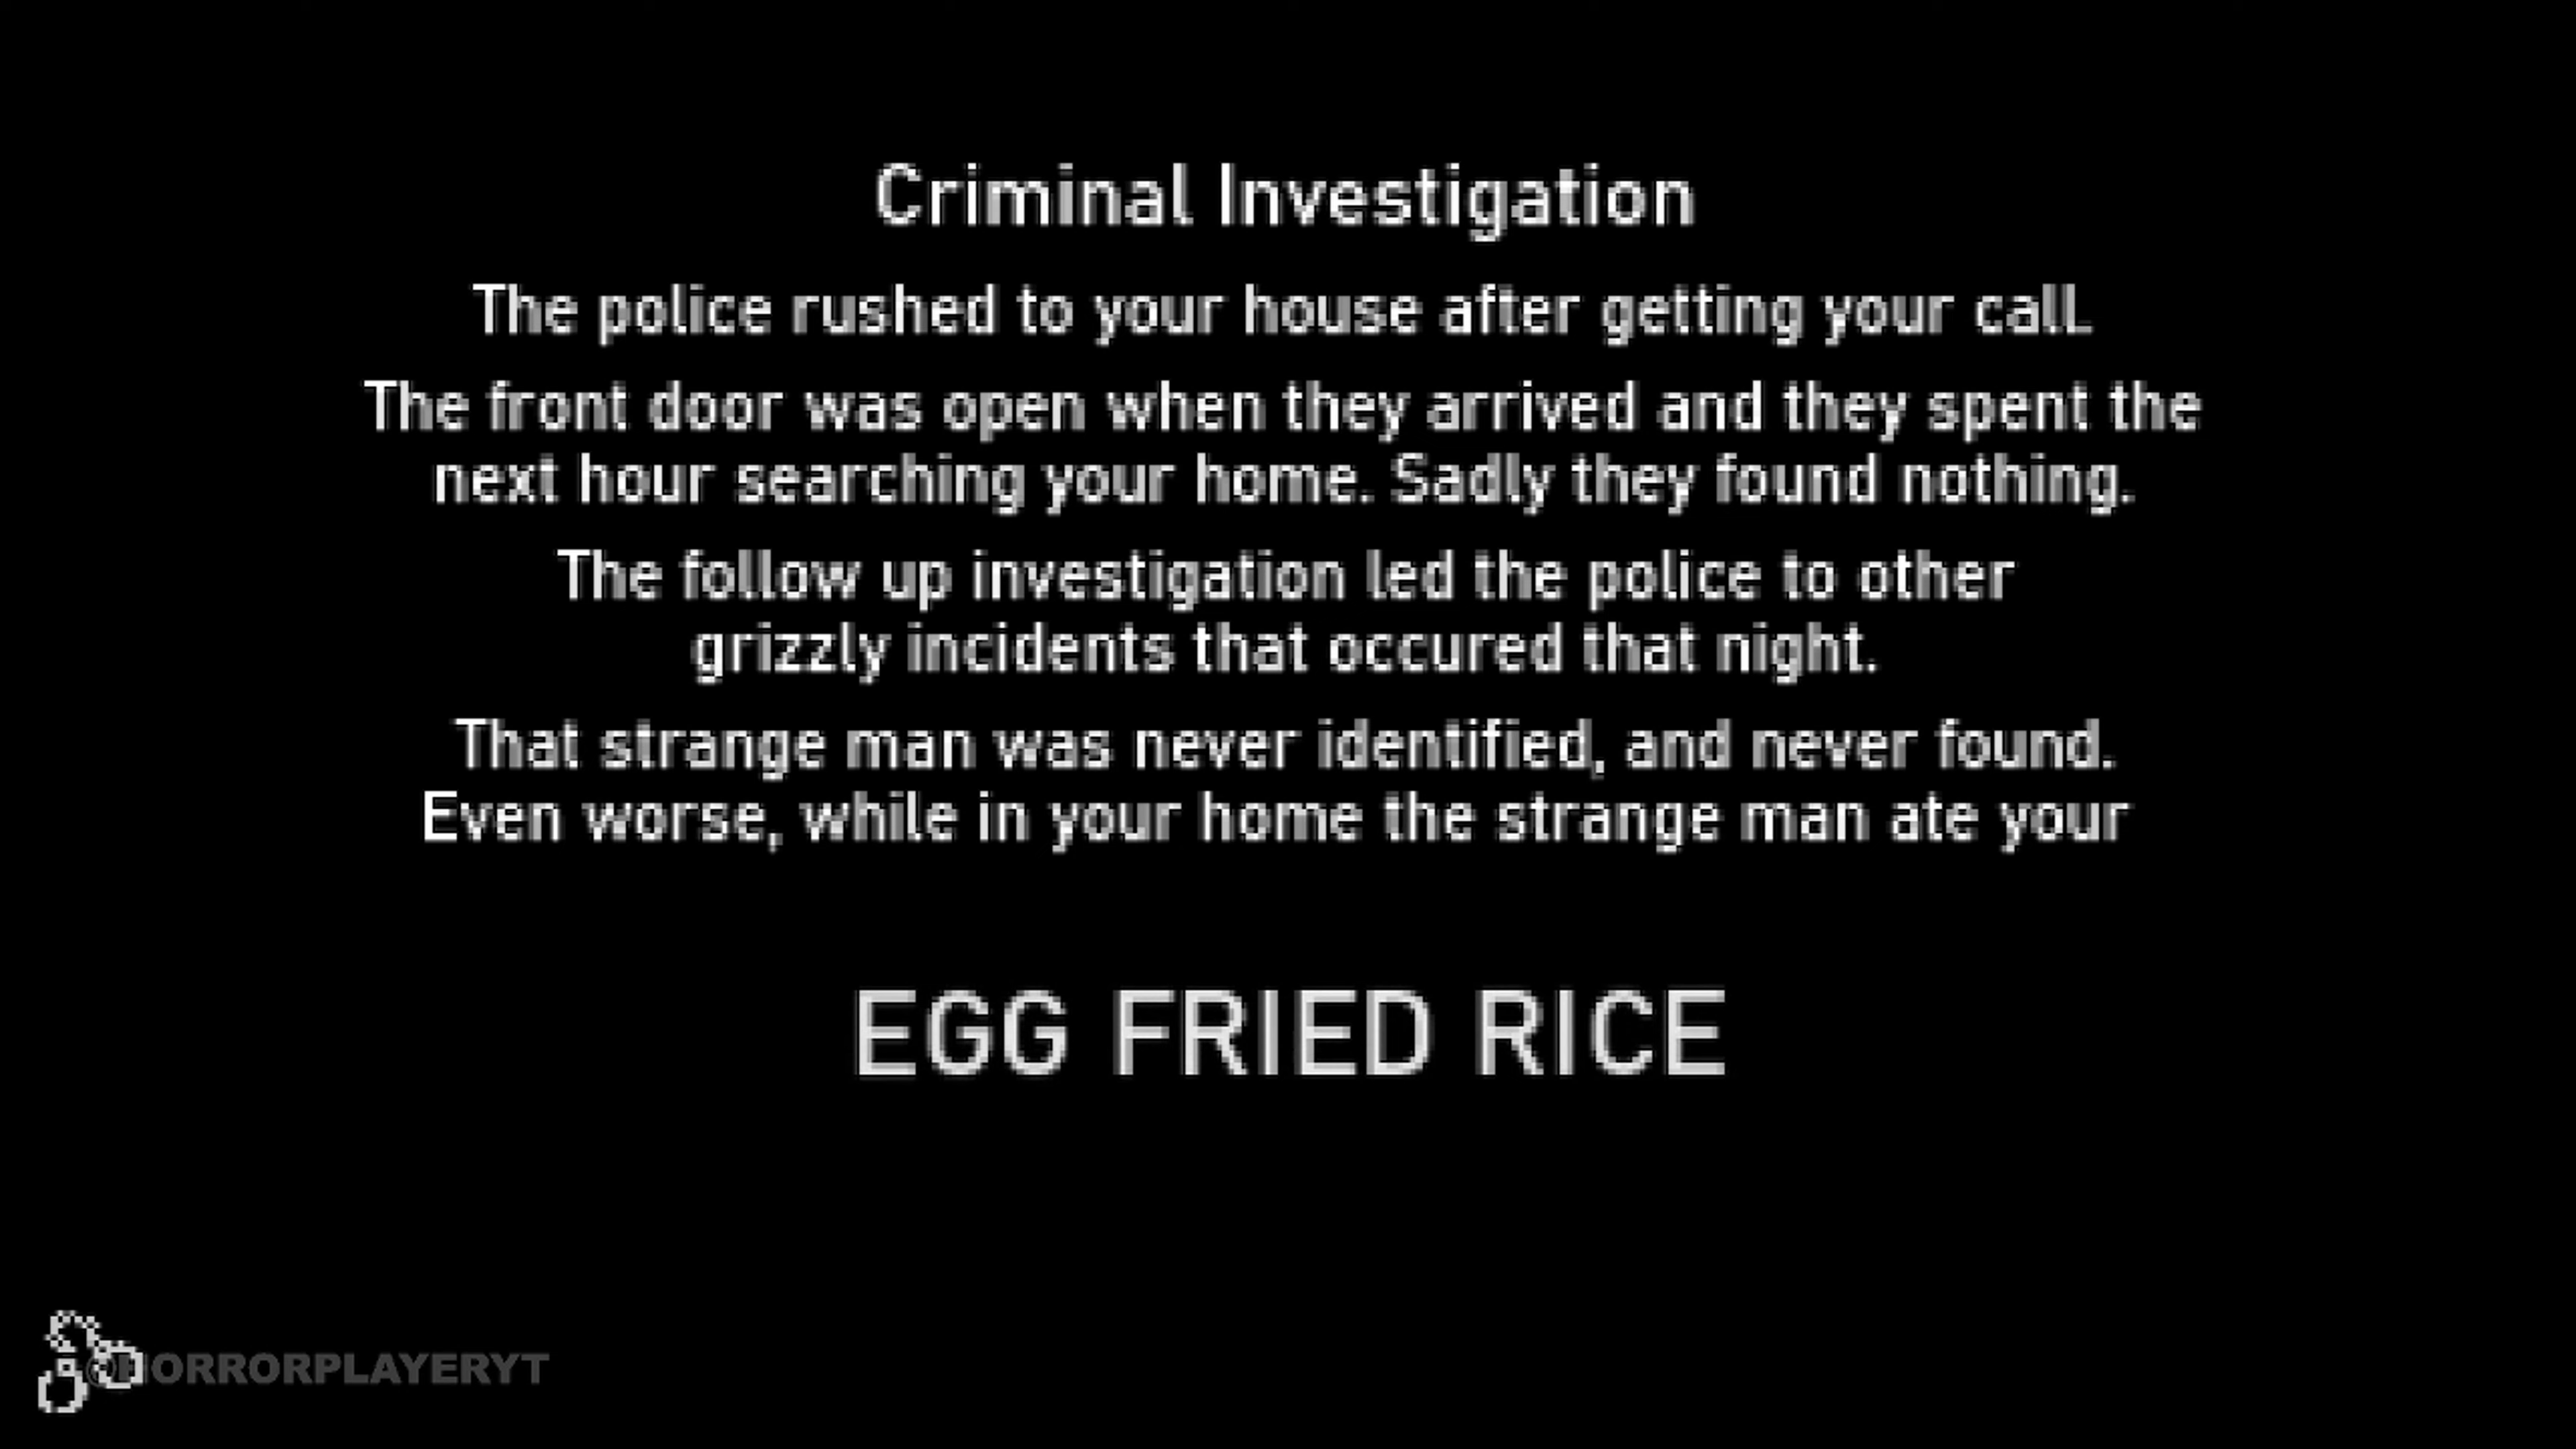 Criminal Investigation
The police rushed to your house after getting your call.
The front door was open when they arrived and they spent the
next hour searching your home. Sadly they found nothing.
The follow up investigation led the police to other
grizzly incidents that occured that night.
That strange man was never identified, and never found.
Even worse, while in your home the strange man ate your
EGG FRIED RICE
@HORRORPLAYERYT